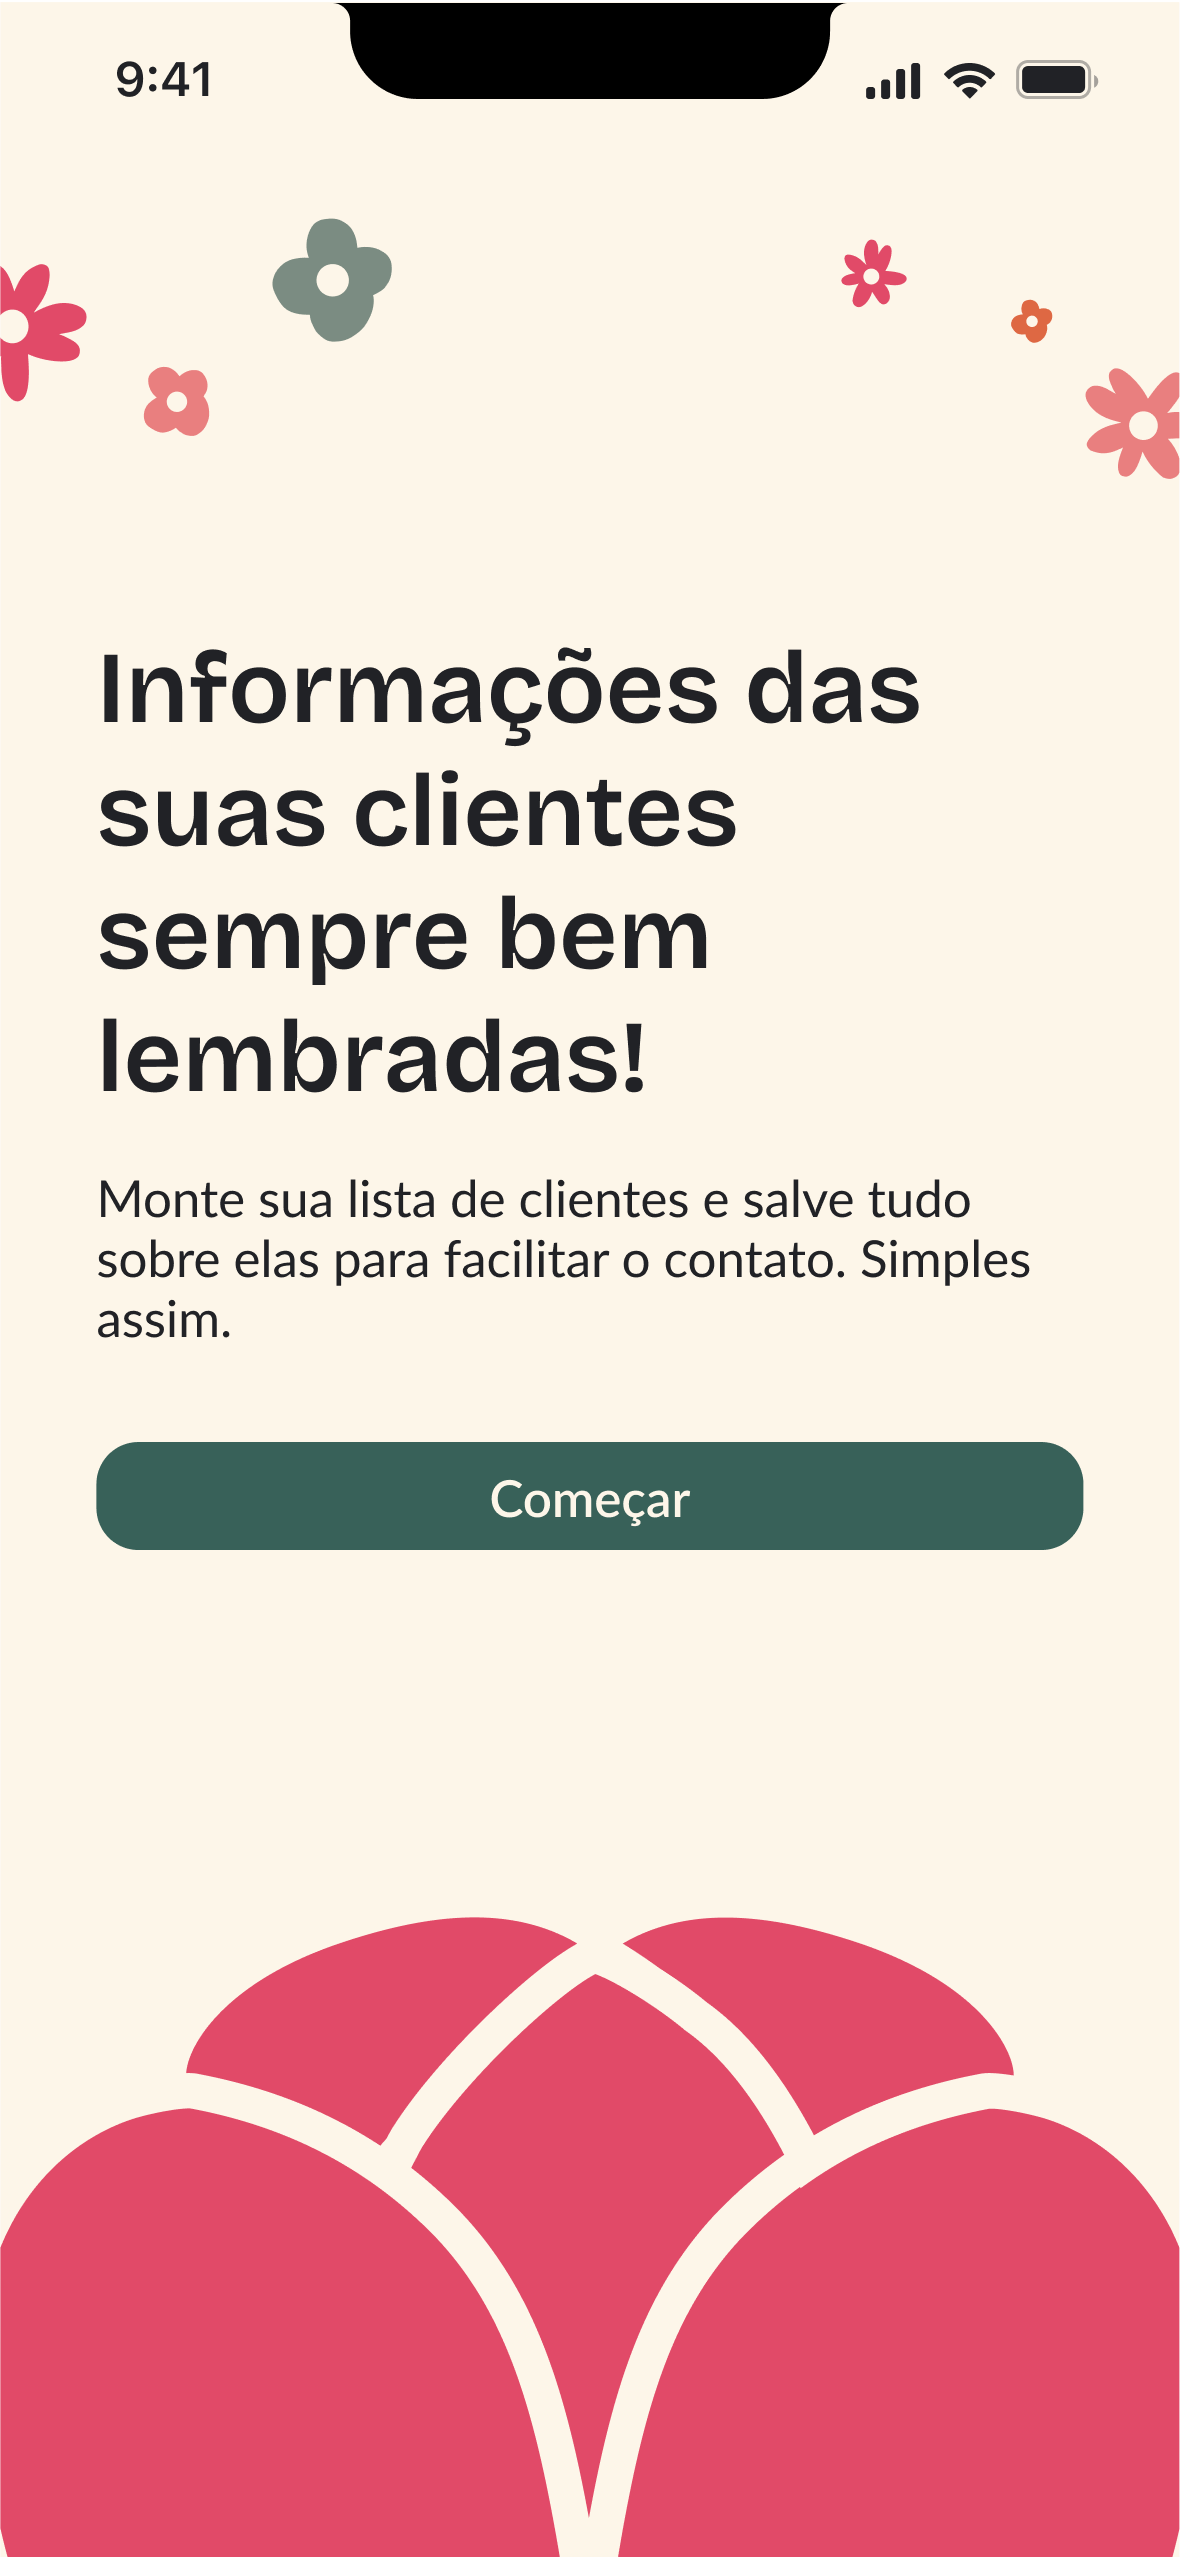 9:41
Informações das
suas clientes
sempre bem
lembradas!
Monte sua lista de clientes e salve tudo
sobre elas para facilitar o contato. Simples
assim.
Começar